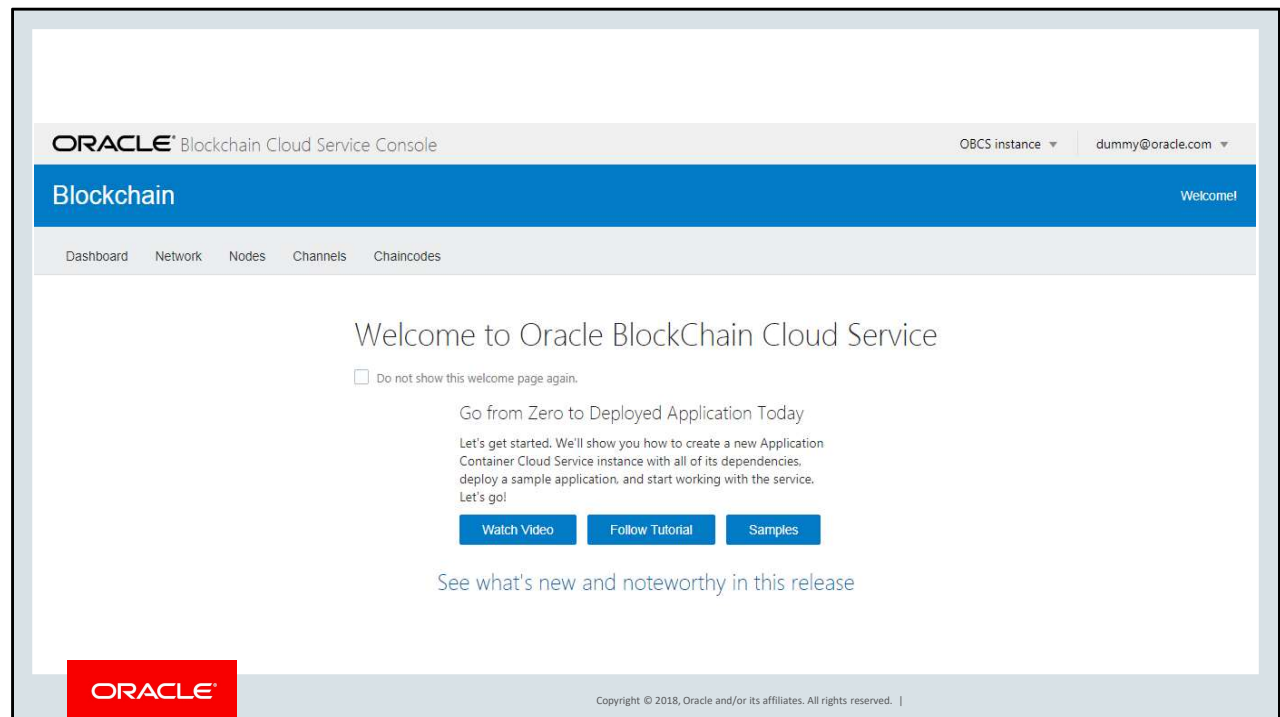 ORACLE® Blockchain Cloud Service Console
OBCS instance
dummy@oracle.com
Blockchain
Welcome!
Dashboard Network Nodes Channels Chaincodes
Welcome to Oracle BlockChain Cloud Service
Do not show this welcome page again.
Go from Zero to Deployed Application Today
Let's get started. We'll show you how to create a new Application
Container Cloud Service instance with all of its dependencies,
deploy a sample application, and start working with the service.
Let's go!
Watch Video Follow Tutorial Samples
See what's new and noteworthy in this release
ORACLE®
Copyright © 2018, Oracle and/or its affiliates. All rights reserved. |